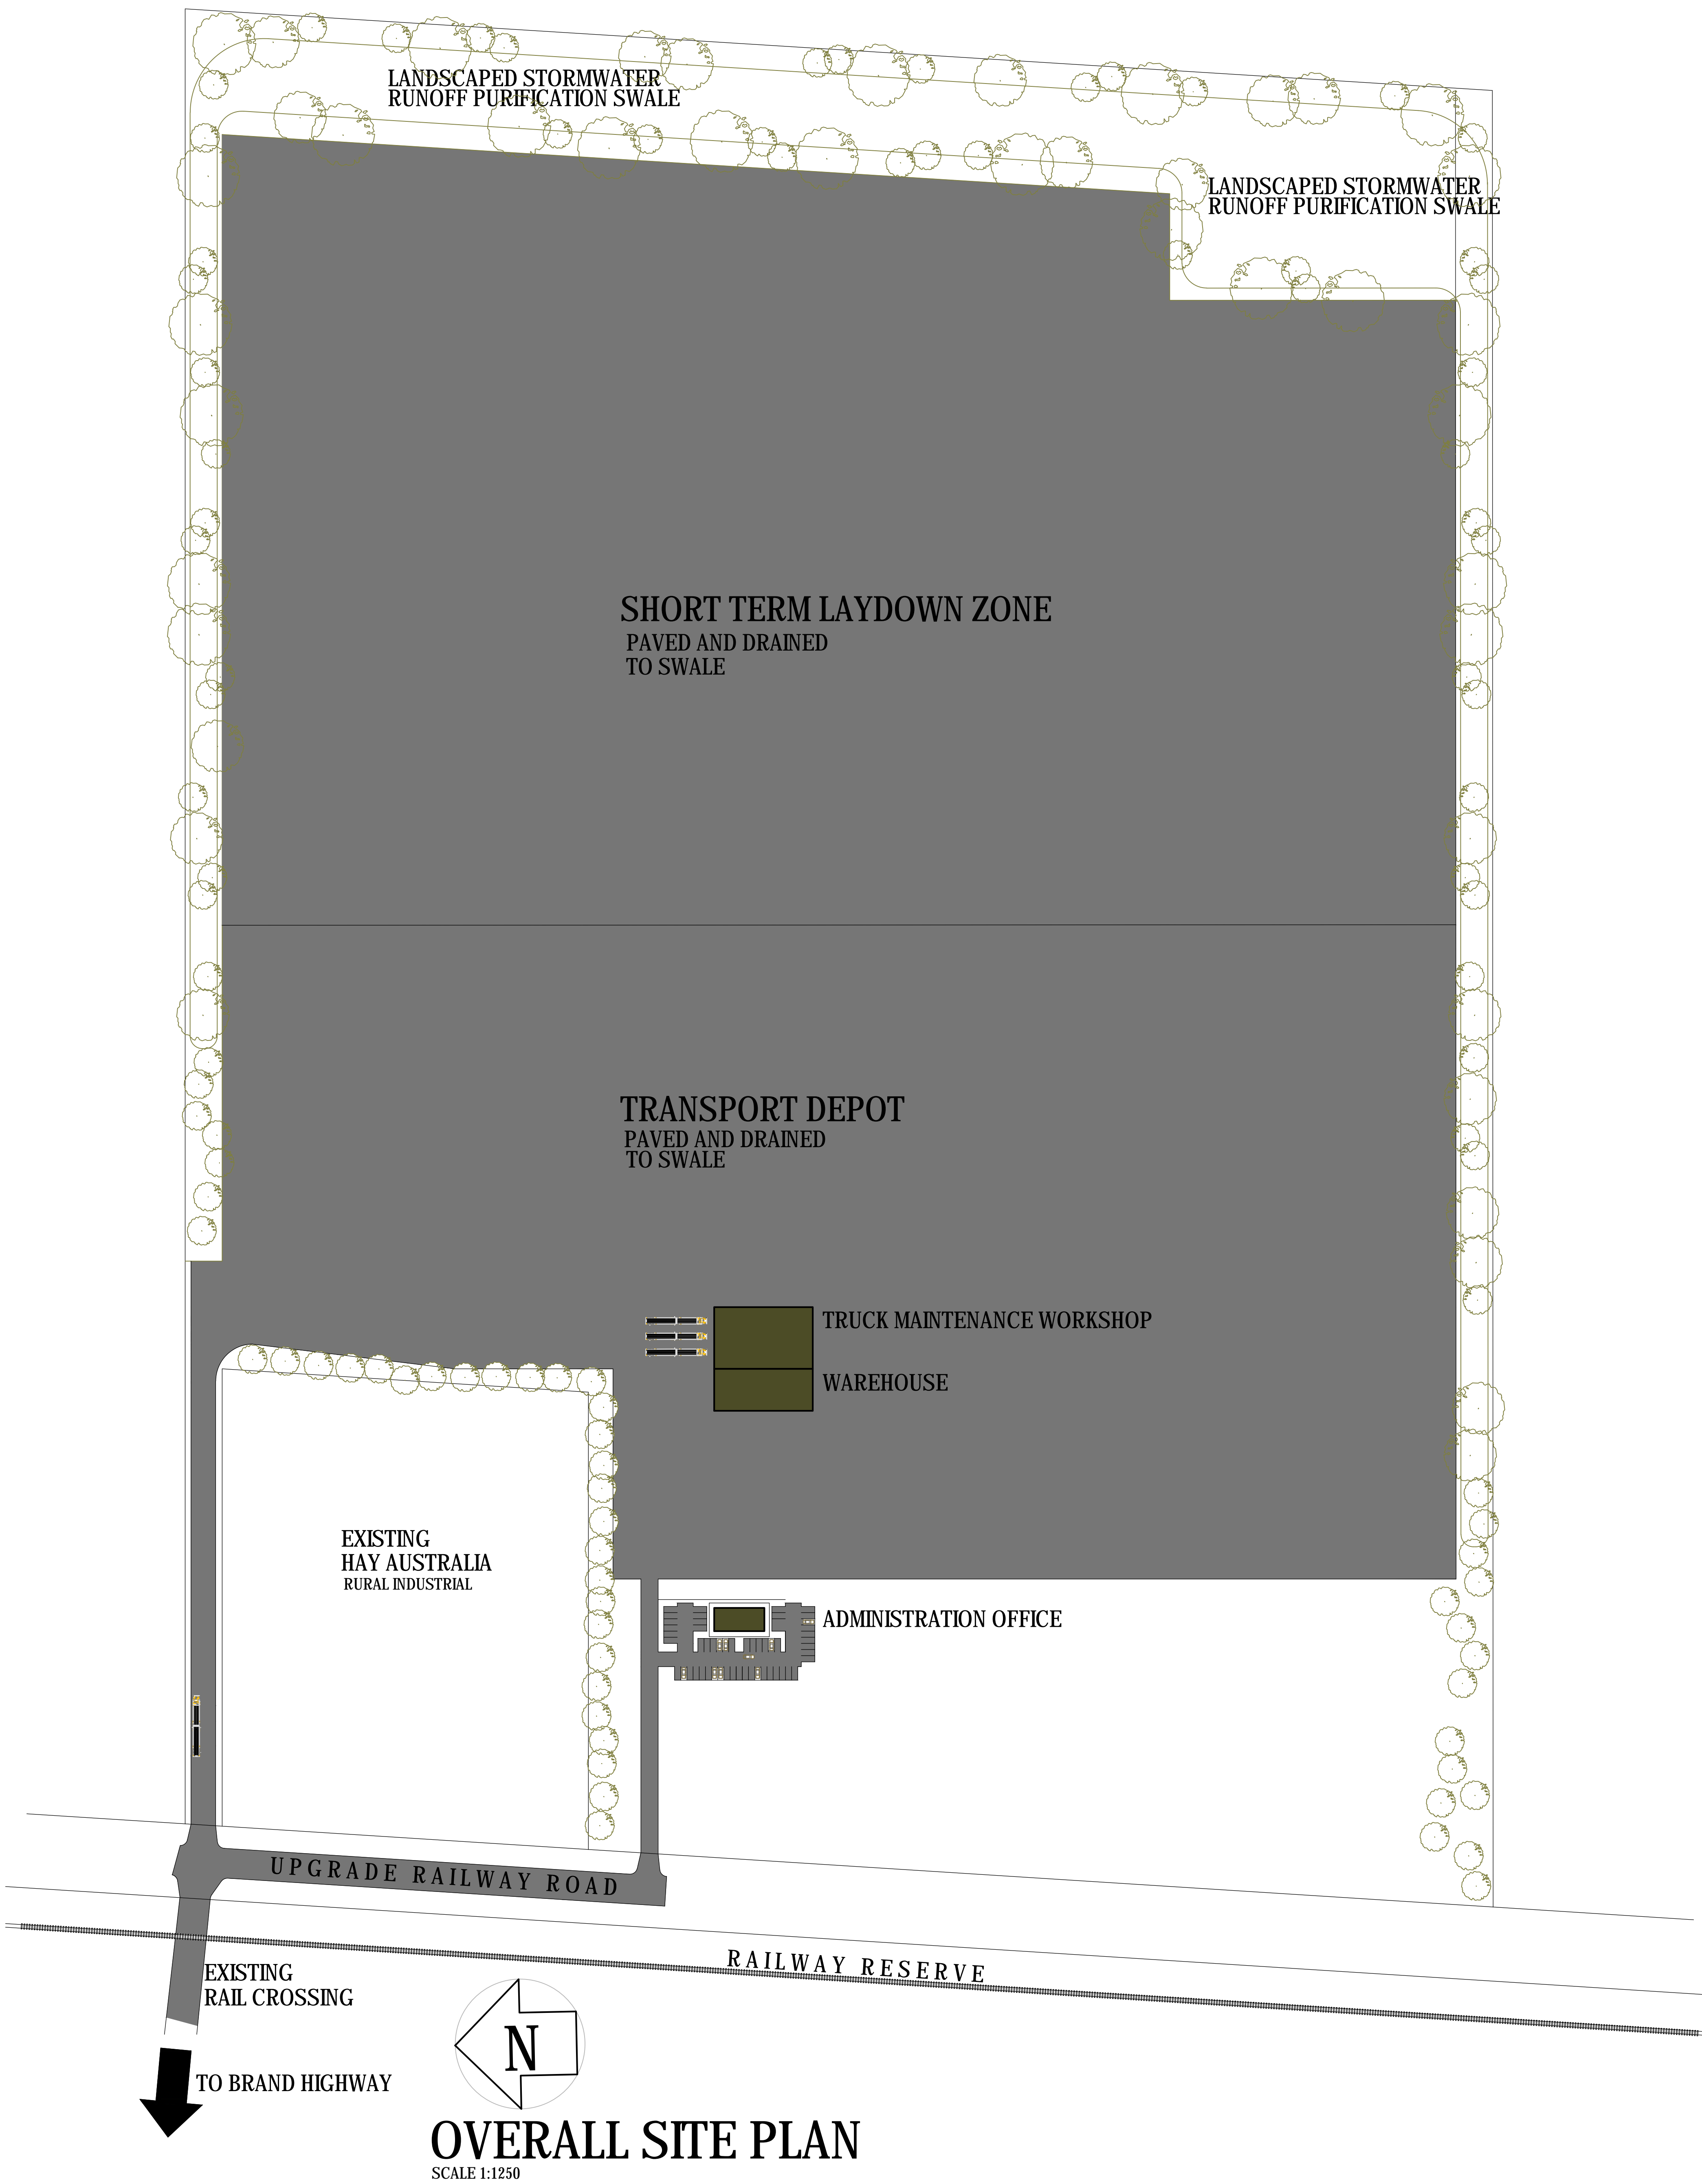 LANDSCAPED STORMWATER
RUNOFF PURIFICATION SWALE
LANDSCAPED STORMWATER
RUNOFF PURIFICATION SWALE
SHORT TERM LAYDOWN ZONE
PAVED AND DRAINED
TO SWALE
TRANSPORT DEPOT
PAVED AND DRAINED
TO SWALE
TRUCK MAINTENANCE WORKSHOP
WAREHOUSE
EXISTING
HAY AUSTRALIA
RURAL INDUSTRIAL
ADMINISTRATION OFFICE
UPGRADE RAILWAY ROAD
RAILWAY RESERVE
EXISTING
RAIL CROSSING
N
TO BRAND HIGHWAY
OVERALL SITE PLAN
SCALE 1:1250